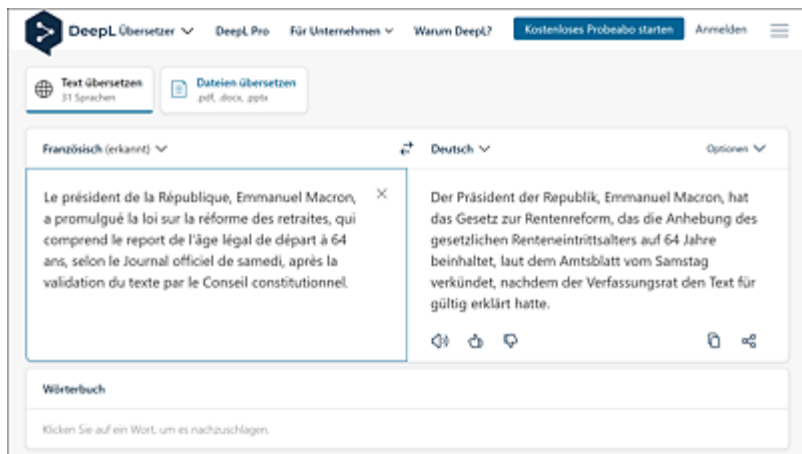 DeepL Übersetzer DeepL Pro Für Unternehmen Warum DeepL? Kostenloses Probeabo starten Anmelden
Text übersetzen
31 Sprachen
Dateien übersetzen
.pdf, .docx, .pptx
Französisch (erkannt)
Deutsch
Optionen
Le président de la République, Emmanuel Macron,
a promulgué la loi sur la réforme des retraites, qui
comprend le report de l'âge légal de départ à 64
ans, selon le Journal officiel de samedi, après la
validation du texte par le Conseil constitutionnel.
Der Präsident der Republik, Emmanuel Macron, hat
das Gesetz zur Rentenreform, das die Anhebung des
gesetzlichen Renteneintrittsalters auf 64 Jahre
beinhaltet, laut dem Amtsblatt vom Samstag
verkündet, nachdem der Verfassungsrat den Text für
gültig erklärt hatte.
Wörterbuch
Klicken Sie auf ein Wort, um es nachzuschlagen.